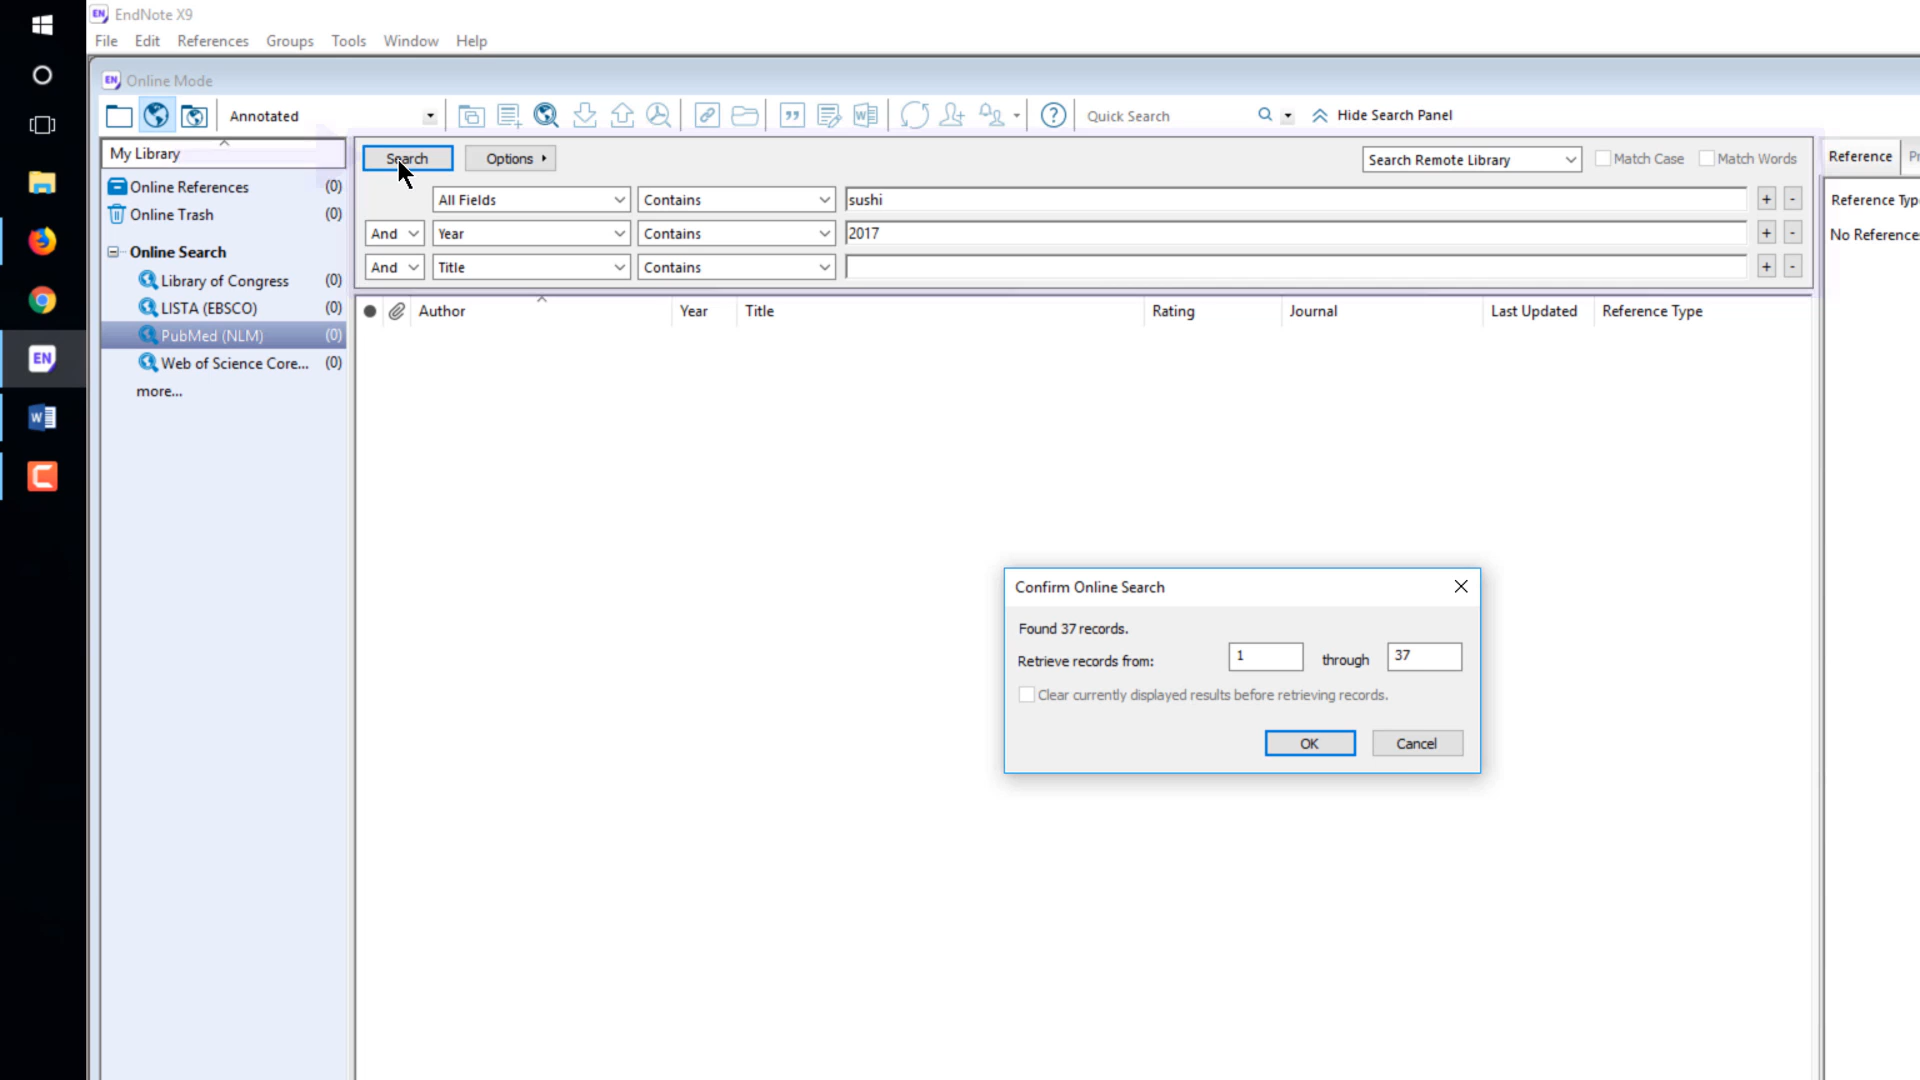 EndNote X9
File Edit References Groups Tools Window Help
Online Mode
Annotated
Quick Search
Hide Search Panel
My Library
Search Options
Search Remote Library Match Case Match Words
Reference
All Fields Contains sushi + -
And Year Contains 2017 + -
And Title Contains + -
Online References (0)
Online Trash (0)
Online Search
Library of Congress (0)
LISTA (EBSCO) (0)
PubMed (NLM) (0)
Web of Science Core... (0)
more...
Author Year Title Rating Journal Last Updated Reference Type
Reference Typ
No Reference
Confirm Online Search
Found 37 records.
Retrieve records from: 1 through 37
Clear currently displayed results before retrieving records.
OK Cancel